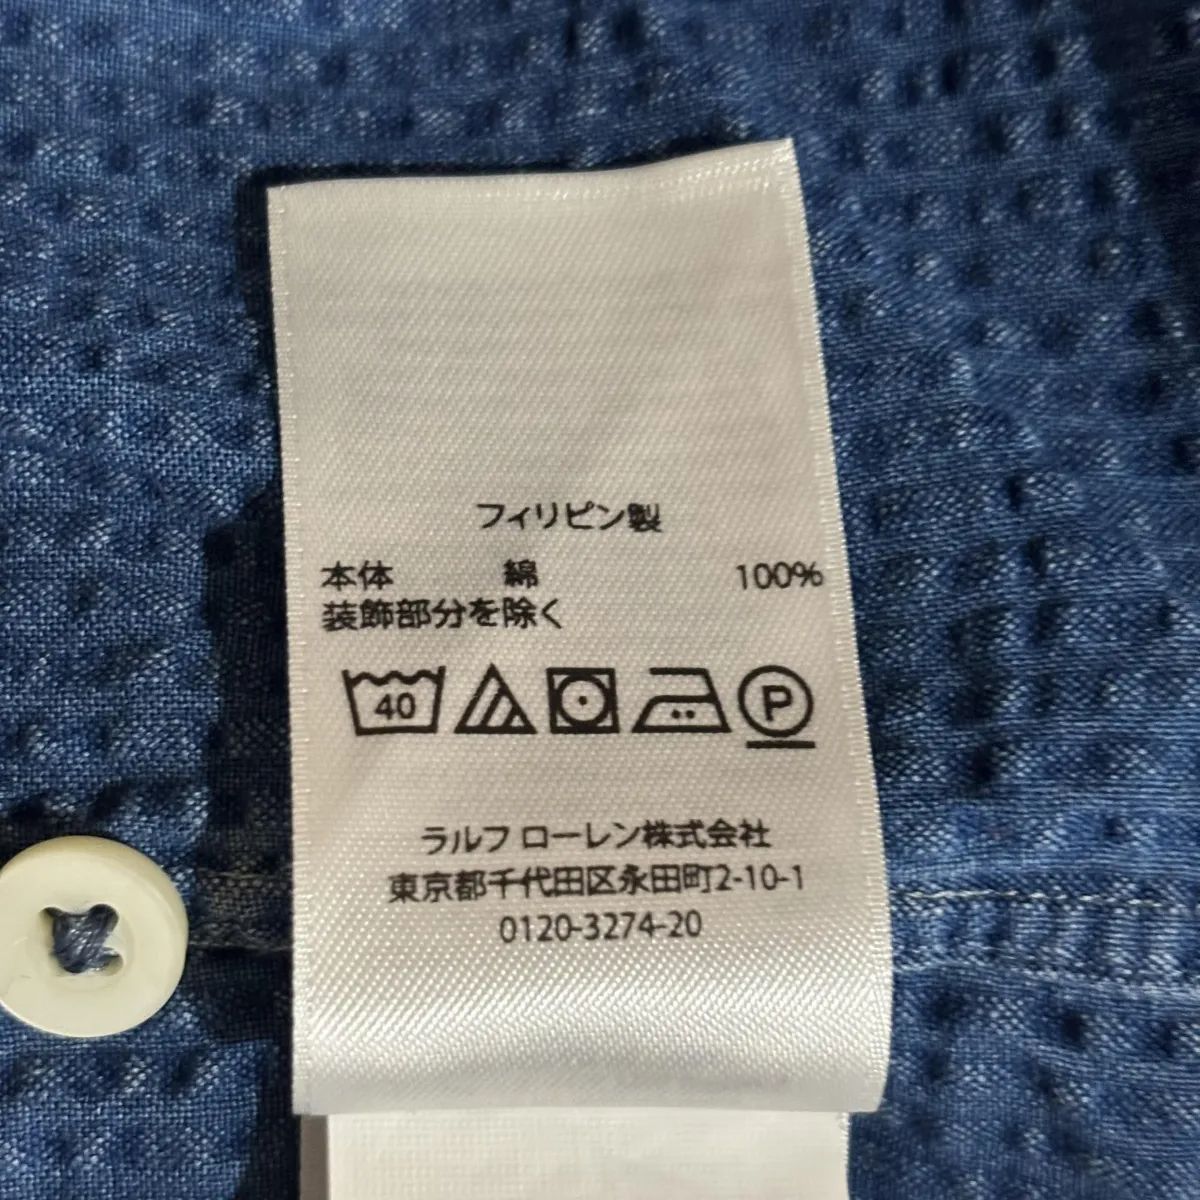 フィリピン製
本体 綿 100%
装飾部分を除く
40 P
ラルフ ローレン株式会社
東京都千代田区永田町2-10-1
0120-3274-20